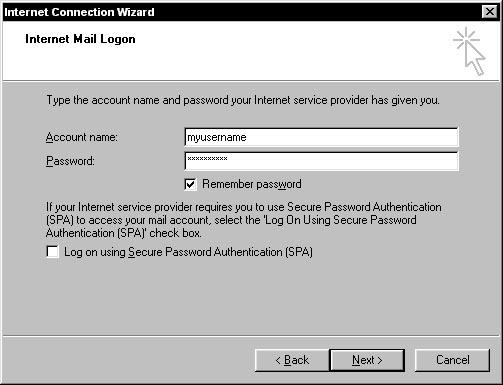 Internet Connection Wizard
Internet Mail Logon
Type the account name and password your Internet service provider has given you.
Account name:
myusername
Password:
××××××××××
Remember password
If your Internet service provider requires you to use Secure Password Authentication
(SPA) to access your mail account, select the 'Log On Using Secure Password
Authentication (SPA)' check box.
Log on using Secure Password Authentication (SPA)
< Back
Next >
Cancel